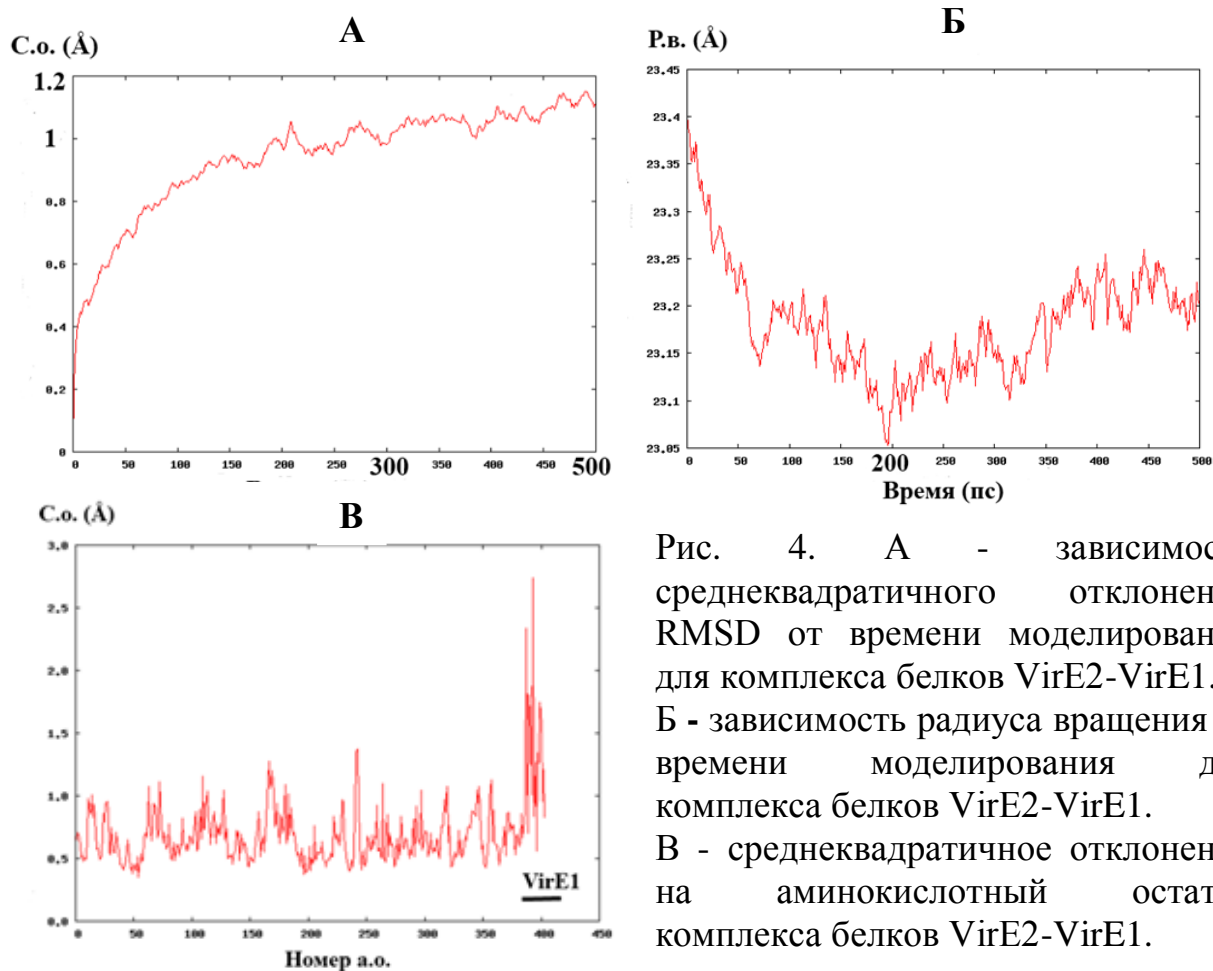 А
С.о. (Å)
1.2
1
0.8
0.6
0.4
0.2
0
0 50 100 150 200 250 300 350 400 450 500
Б
Р.в. (Å)
23.45
23.4
23.35
23.3
23.25
23.2
23.15
23.1
23.05
0 50 100 150 200 250 300 350 400 450 500
Время (пс)
В
С.о. (Å)
3.0
2.5
2.0
1.5
1.0
0.5
0.0
VirE1
0 50 100 150 200 250 300 350 400 450
Номер а.о.
Рис. 4. А - зависимос
среднеквадратичного отклонен
RMSD от времени моделирован
для комплекса белков VirE2-VirE1.
Б - зависимость радиуса вращения
времени моделирования д
комплекса белков VirE2-VirE1.
В - среднеквадратичное отклонен
на аминокислотный остат
комплекса белков VirE2-VirE1.